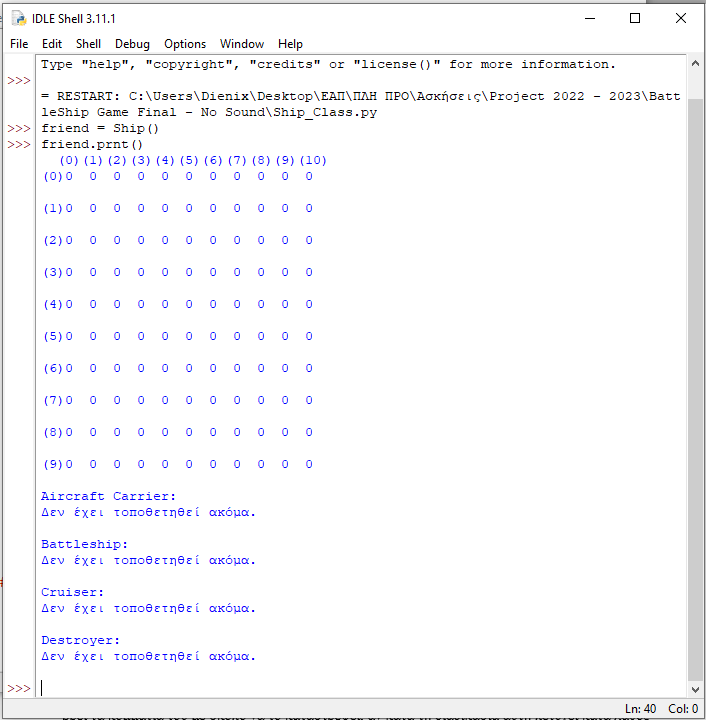 IDLE Shell 3.11.1
File Edit Shell Debug Options Window Help
Type "help", "copyright", "credits" or "license()" for more information.
>>>
= RESTART: C:\Users\Dienix\Desktop\ΕΑΠ\ΠΛΗ ΠΡΟ\Ασκήσεις\Project 2022 - 2023\Batt
leShip Game Final - No Sound\Ship_Class.py
>>> friend = Ship()
>>> friend.prnt()
(0)(1)(2)(3)(4)(5)(6)(7)(8)(9)(10)
(0)0 0 0 0 0 0 0 0 0 0 0
(1)0 0 0 0 0 0 0 0 0 0 0
(2)0 0 0 0 0 0 0 0 0 0 0
(3)0 0 0 0 0 0 0 0 0 0 0
(4)0 0 0 0 0 0 0 0 0 0 0
(5)0 0 0 0 0 0 0 0 0 0 0
(6)0 0 0 0 0 0 0 0 0 0 0
(7)0 0 0 0 0 0 0 0 0 0 0
(8)0 0 0 0 0 0 0 0 0 0 0
(9)0 0 0 0 0 0 0 0 0 0 0
Aircraft Carrier:
Δεν έχει τοποθετηθεί ακόμα.
Battleship:
Δεν έχει τοποθετηθεί ακόμα.
Cruiser:
Δεν έχει τοποθετηθεί ακόμα.
Destroyer:
Δεν έχει τοποθετηθεί ακόμα.
>>>
Ln: 40 Col: 0